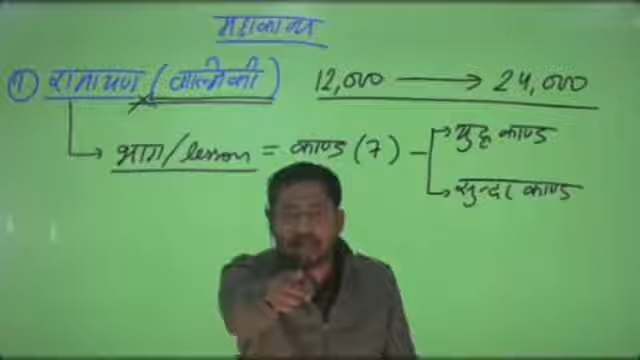 महाकाव्य
① रामायण (वाल्मीकी) 12,000 → 24,000
→ भाग/lesson = काण्ड (7) –
→ युद्ध काण्ड
→ सुन्दर काण्ड